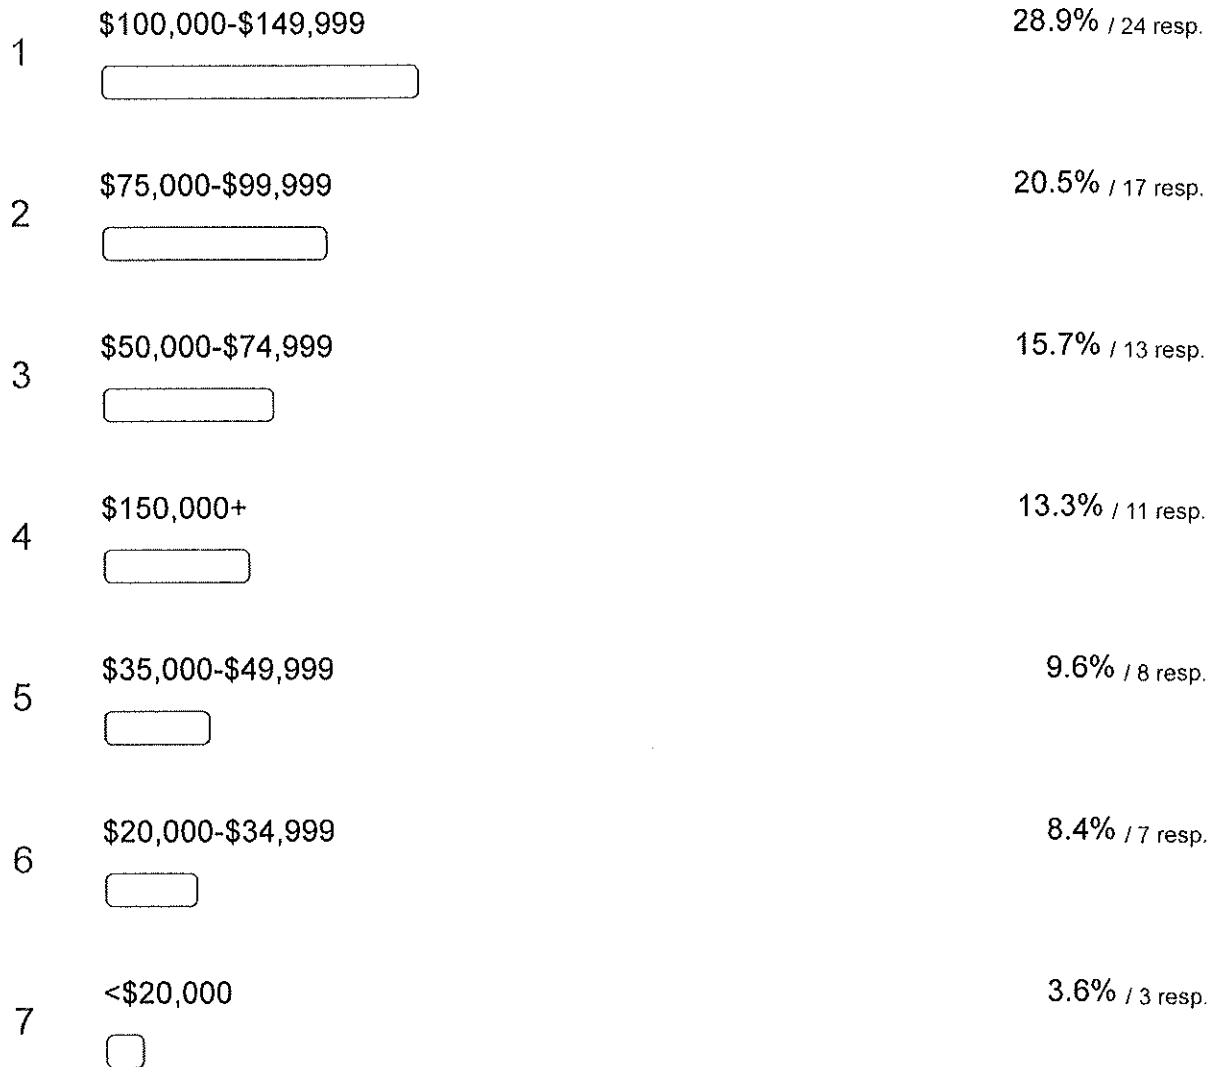 $100,000-$149,999 28.9% / 24 resp.
1
$75,000-$99,999 20.5% / 17 resp.
2
$50,000-$74,999 15.7% / 13 resp.
3
$150,000+ 13.3% / 11 resp.
4
$35,000-$49,999 9.6% / 8 resp.
5
$20,000-$34,999 8.4% / 7 resp.
6
<$20,000 3.6% / 3 resp.
7